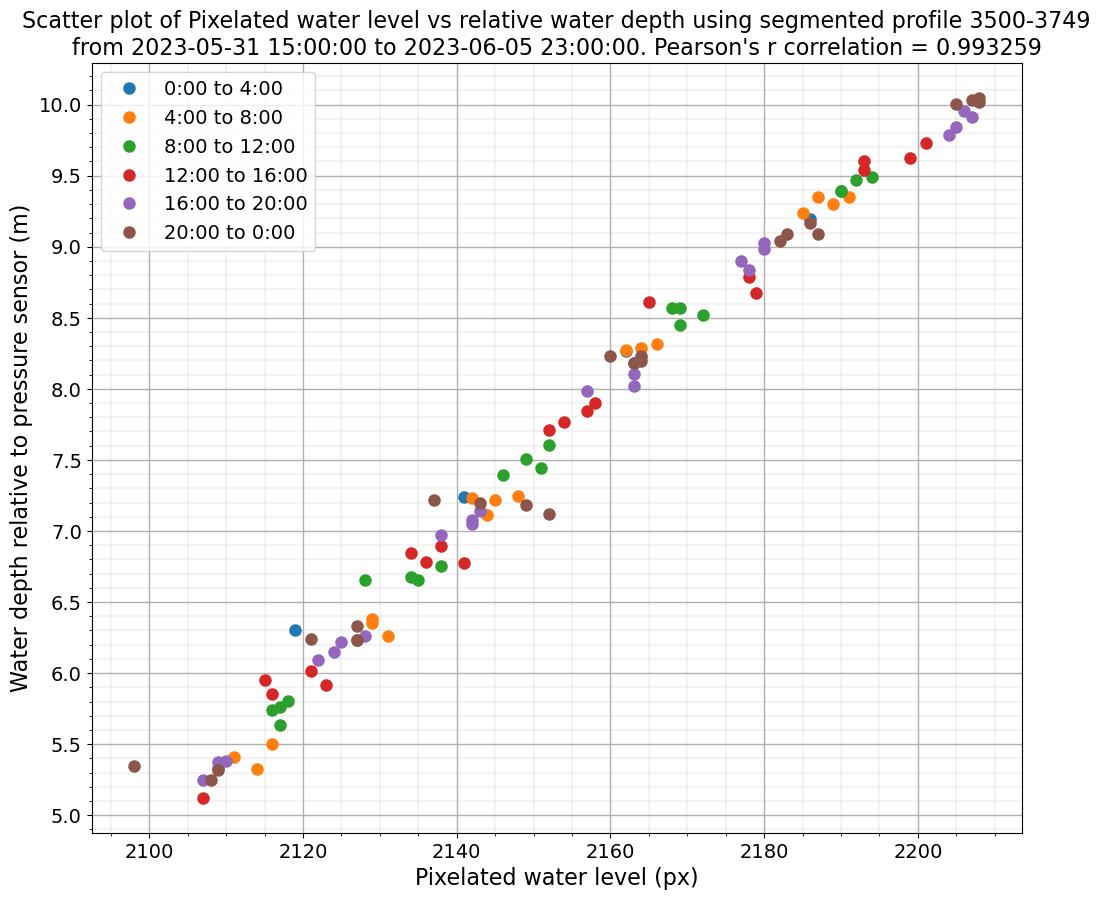 Scatter plot of Pixelated water level vs relative water depth using segmented profile 3500-3749
from 2023-05-31 15:00:00 to 2023-06-05 23:00:00. Pearson's r correlation = 0.993259
0:00 to 4:00
4:00 to 8:00
8:00 to 12:00
12:00 to 16:00
16:00 to 20:00
20:00 to 0:00
Water depth relative to pressure sensor (m)
10.0
9.5
9.0
8.5
8.0
7.5
7.0
6.5
6.0
5.5
5.0
2100 2120 2140 2160 2180 2200
Pixelated water level (px)